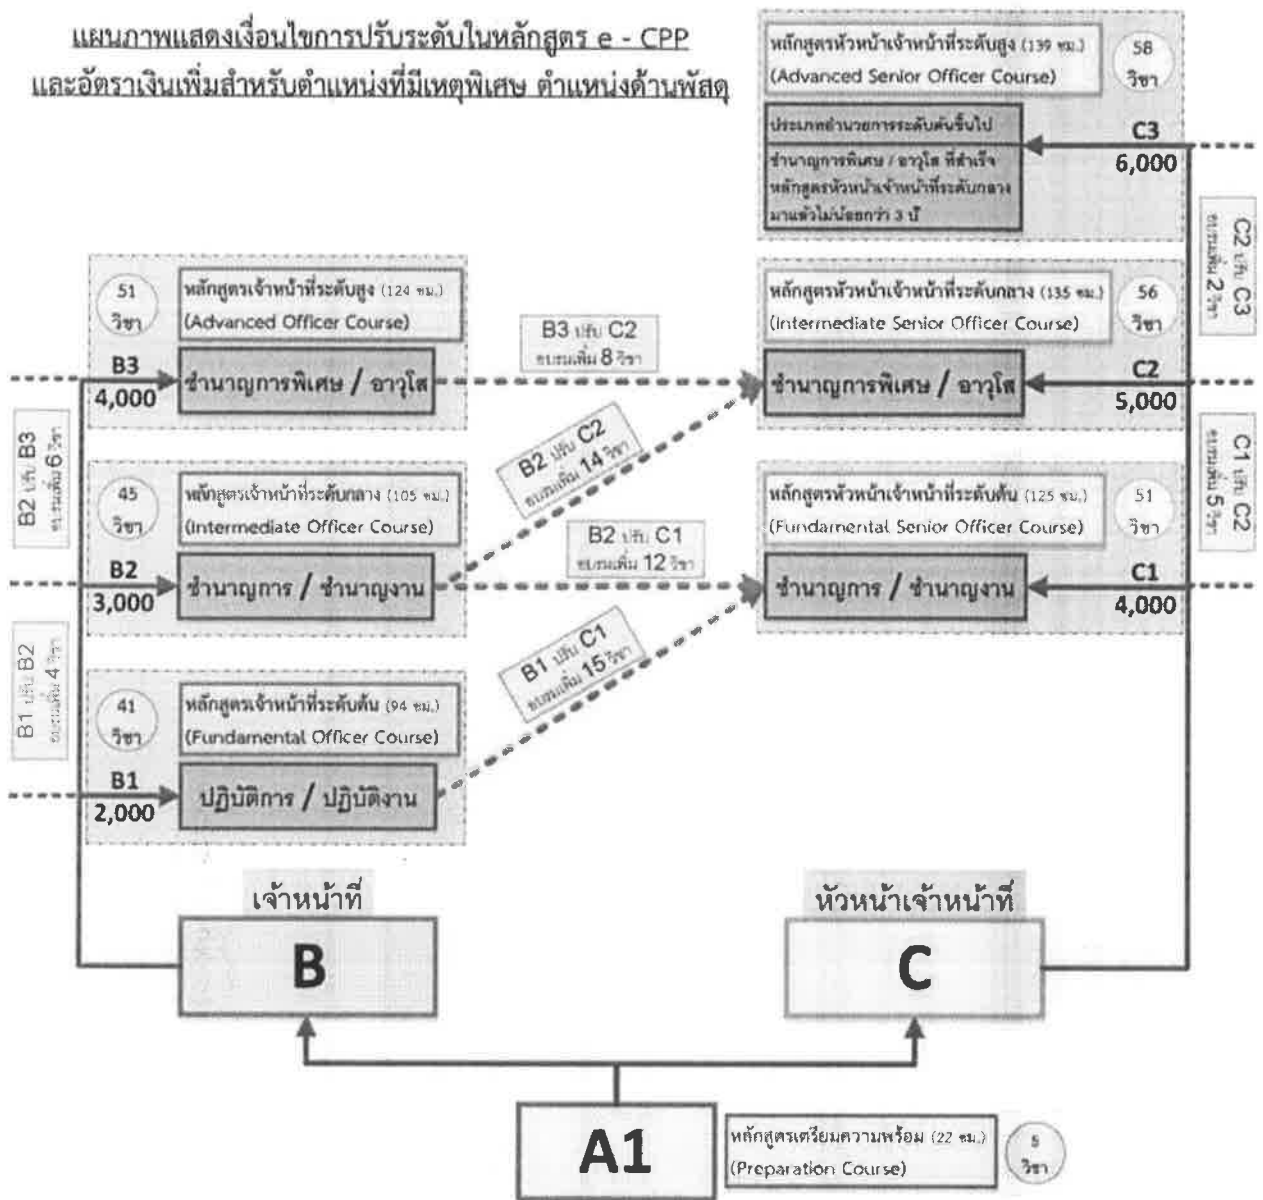 แผนภาพแสดงเงื่อนไขการปรับระดับในหลักสูตร e - CPP
และอัตราเงินเพิ่มสำหรับตำแหน่งที่มีเหตุพิเศษ ตำแหน่งด้านพัสดุ
หลักสูตรหัวหน้าเจ้าหน้าที่ระดับสูง (139 ชม.)
(Advanced Senior Officer Course)
58
วิชา
ประเภทอำนวยการระดับต้นขึ้นไป
ชำนาญการพิเศษ / อาวุโส ที่สำเร็จ
หลักสูตรหัวหน้าเจ้าหน้าที่ระดับกลาง
มาแล้วไม่น้อยกว่า 3 ปี
C3
6,000
C2 ปรับ C3
อบรมเพิ่ม 2 วิชา
51
วิชา
หลักสูตรเจ้าหน้าที่ระดับสูง (124 ชม.)
(Advanced Officer Course)
B3
4,000
ชำนาญการพิเศษ / อาวุโส
B3 ปรับ C2
อบรมเพิ่ม 8 วิชา
หลักสูตรหัวหน้าเจ้าหน้าที่ระดับกลาง (135 ชม.)
(Intermediate Senior Officer Course)
56
วิชา
ชำนาญการพิเศษ / อาวุโส
C2
5,000
B2 ปรับ B3
อบรมเพิ่ม 6 วิชา
B2 ปรับ C2
อบรมเพิ่ม 14 วิชา
C1 ปรับ C2
อบรมเพิ่ม 5 วิชา
45
วิชา
หลักสูตรเจ้าหน้าที่ระดับกลาง (105 ชม.)
(Intermediate Officer Course)
B2
3,000
ชำนาญการ / ชำนาญงาน
B2 ปรับ C1
อบรมเพิ่ม 12 วิชา
หลักสูตรหัวหน้าเจ้าหน้าที่ระดับต้น (125 ชม.)
(Fundamental Senior Officer Course)
51
วิชา
ชำนาญการ / ชำนาญงาน
C1
4,000
B1 ปรับ B2
อบรมเพิ่ม 4 วิชา
B1 ปรับ C1
อบรมเพิ่ม 15 วิชา
41
วิชา
หลักสูตรเจ้าหน้าที่ระดับต้น (94 ชม.)
(Fundamental Officer Course)
B1
2,000
ปฏิบัติการ / ปฏิบัติงาน
เจ้าหน้าที่
B
หัวหน้าเจ้าหน้าที่
C
A1
หลักสูตรเตรียมความพร้อม (22 ชม.)
(Preparation Course)
5
วิชา